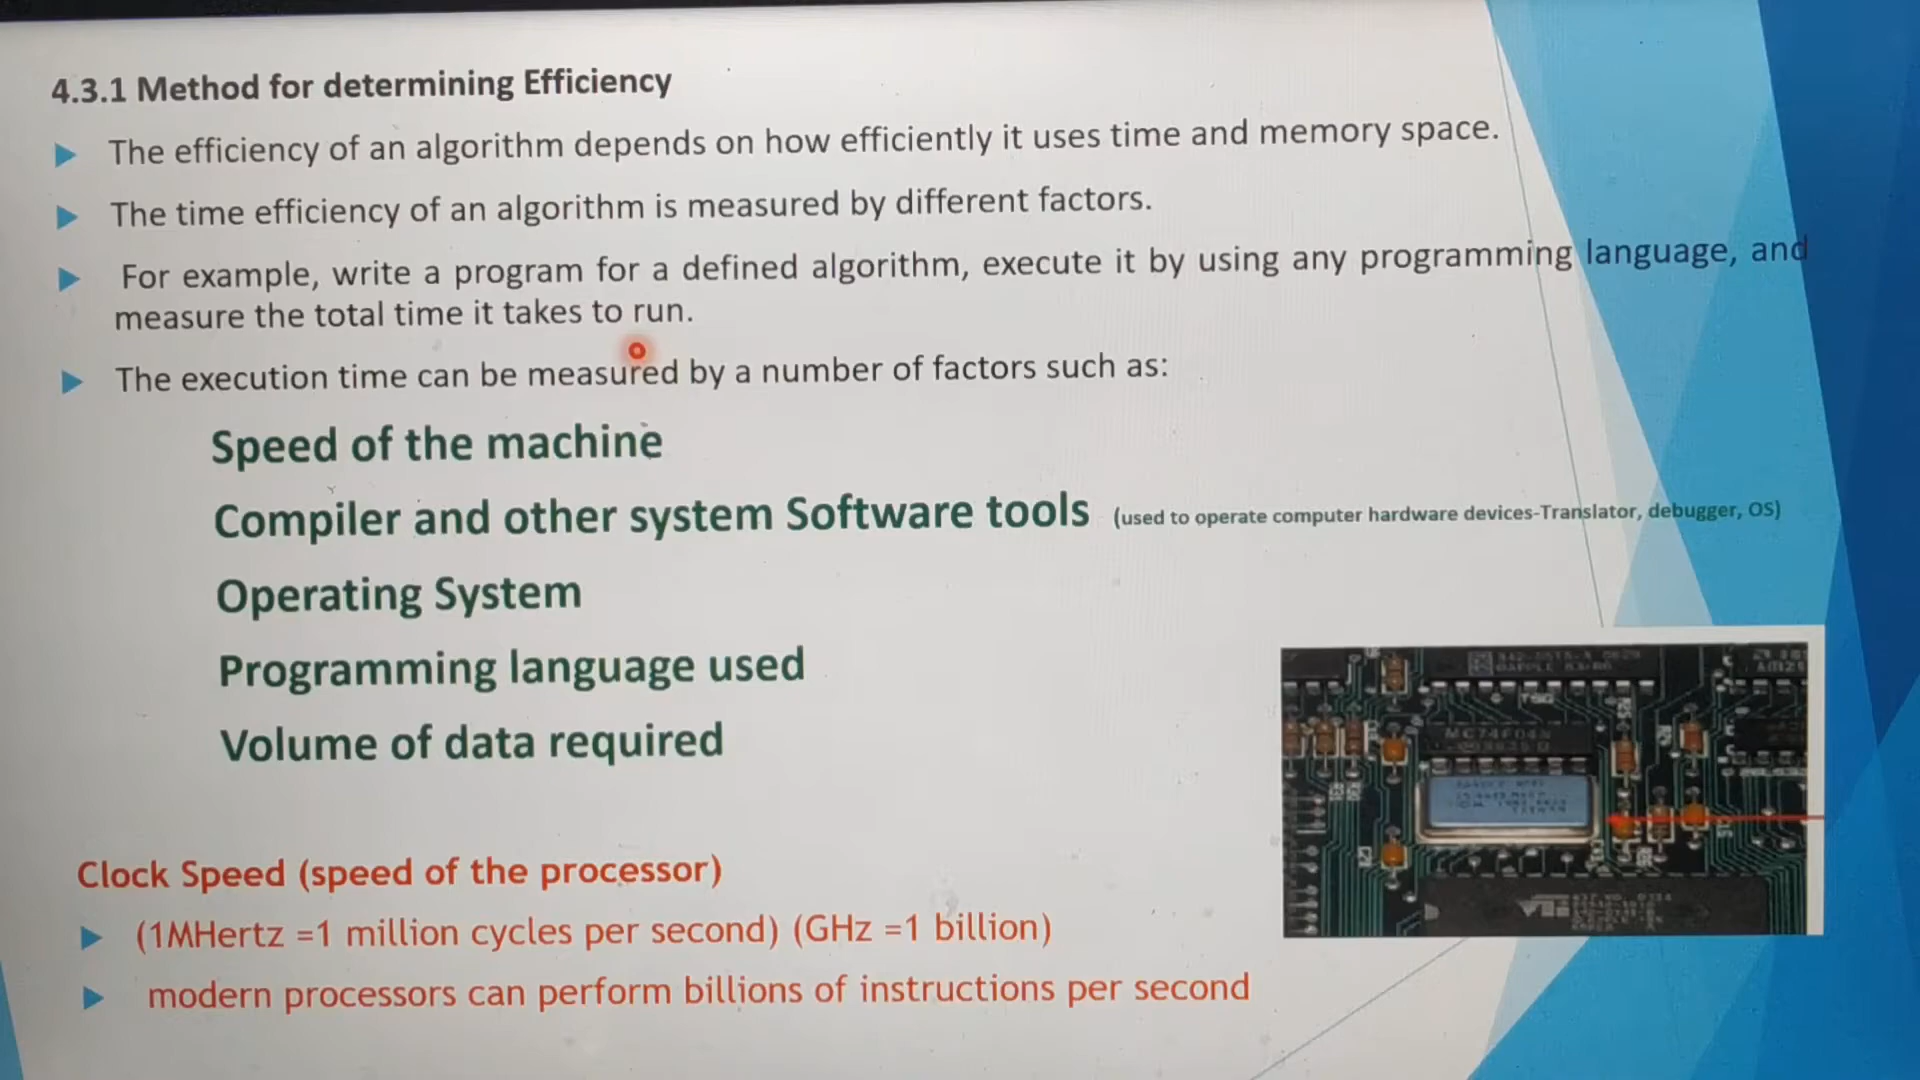 4.3.1 Method for determining Efficiency
The efficiency of an algorithm depends on how efficiently it uses time and memory space.
The time efficiency of an algorithm is measured by different factors.
For example, write a program for a defined algorithm, execute it by using any programming language, and
measure the total time it takes to run.
The execution time can be measured by a number of factors such as:
Speed of the machine
Compiler and other system Software tools (used to operate computer hardware devices-Translator, debugger, OS)
Operating System
Programming language used
Volume of data required
MC74F04N
Clock Speed (speed of the processor)
(1MHertz =1 million cycles per second) (GHz =1 billion)
modern processors can perform billions of instructions per second